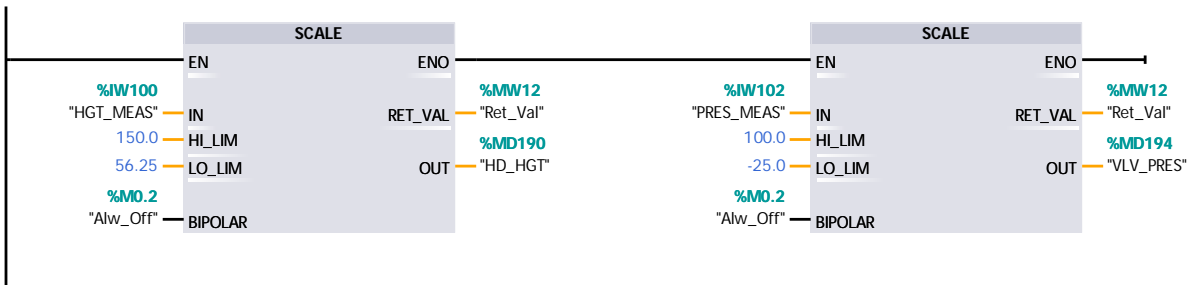 SCALE
EN ENO
%IW100 %MW12
"HGT_MEAS" IN RET_VAL "Ret_Val"
150.0 HI_LIM %MD190
56.25 LO_LIM OUT "HD_HGT"
%M0.2
"Alw_Off" BIPOLAR
SCALE
EN ENO
%IW102 %MW12
"PRES_MEAS" IN RET_VAL "Ret_Val"
100.0 HI_LIM %MD194
-25.0 LO_LIM OUT "VLV_PRES"
%M0.2
"Alw_Off" BIPOLAR